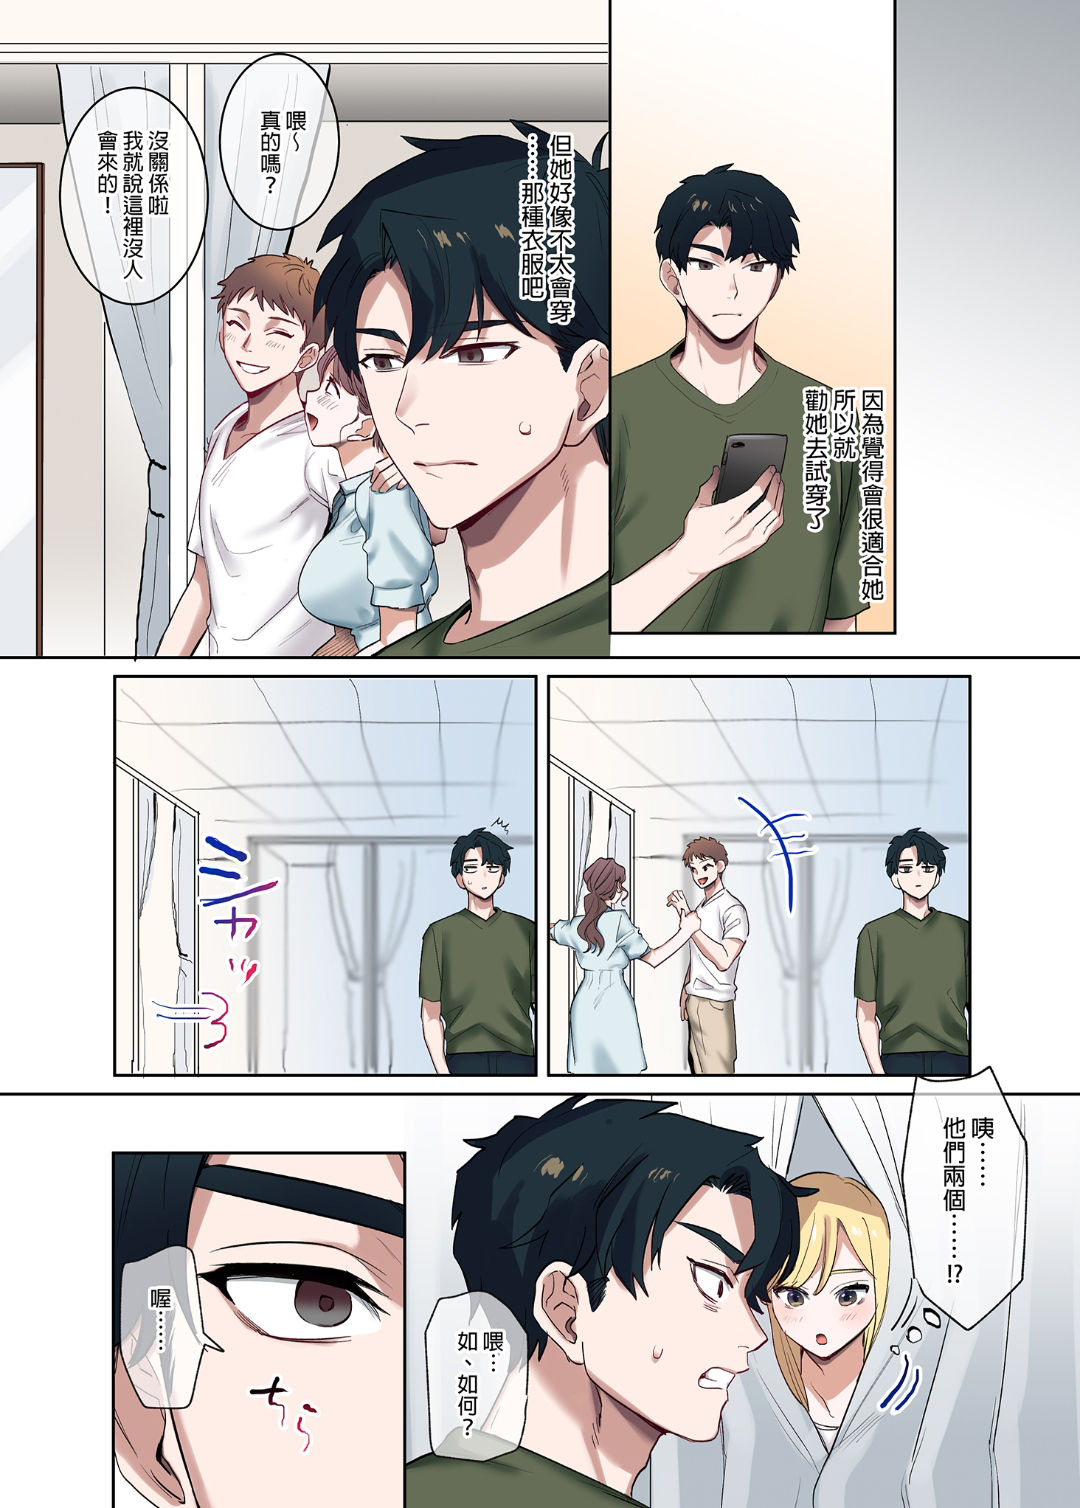 因為覺得會很適合她
所以就
勸她去試穿了
但她好像不太會穿
……那種衣服吧
喂～
真的嗎？
沒關係啦
我就說這裡沒人
會來的！
シャッ
咦……
他們兩個……!?
喂…
如、如何？
喔……
ちら